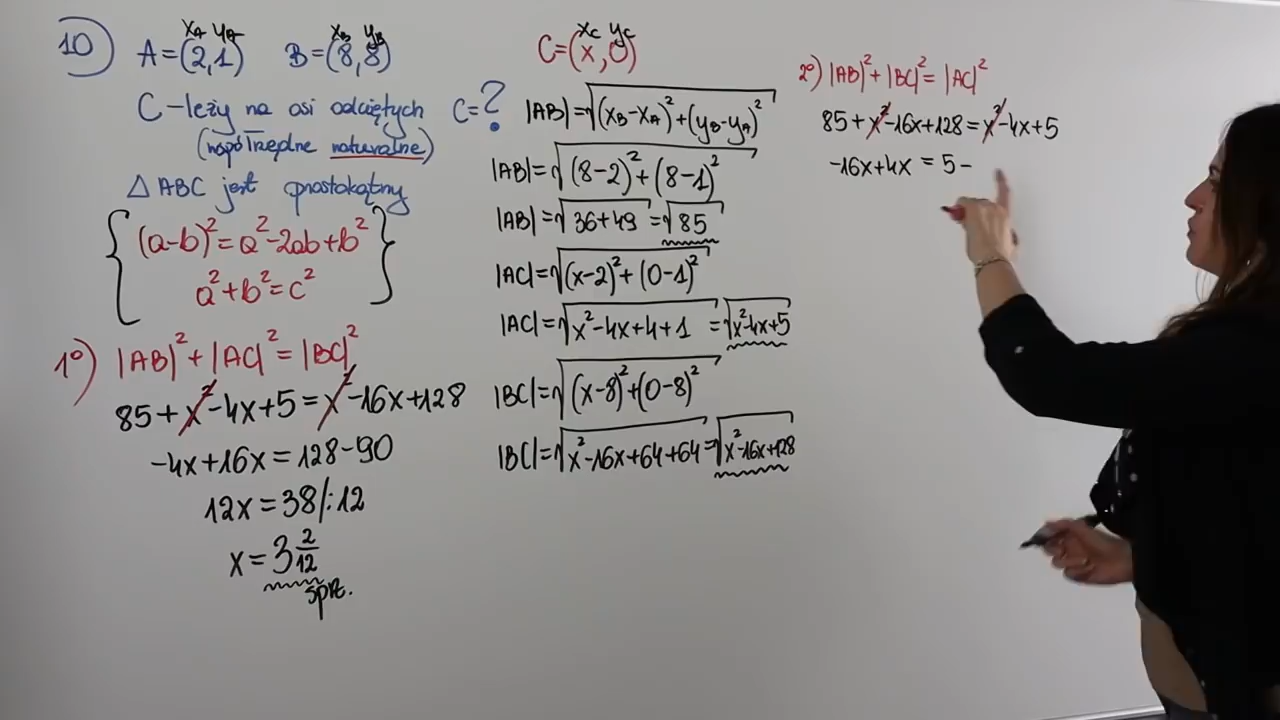 10) A=(2,1) B=(8,8)
xA yA xB yB
C-leży na osi odciętych C=?
(współrzędne naturalne)
△ABC jest prostokątny
(a-b)²=a²-2ab+b²
a²+b²=c²
1°) |AB|²+|AC|²=|BC|²
85+x²-4x+5=x²-16x+128
-4x+16x=128-90
12x=38/:12
x=3 2/12
sprz.
xC yC
C=(x,0)
|AB|=√(xB-xA)²+(yB-yA)²
|AB|=√(8-2)²+(8-1)²
|AB|=√36+49=√85
|AC|=√(x-2)²+(0-1)²
|AC|=√x²-4x+4+1=√x²-4x+5
|BC|=√(x-8)²+(0-8)²
|BC|=√x²-16x+64+64=√x²-16x+128
2°) |AB|²+|BC|²=|AC|²
85+x²-16x+128=x²-4x+5
-16x+4x=5-